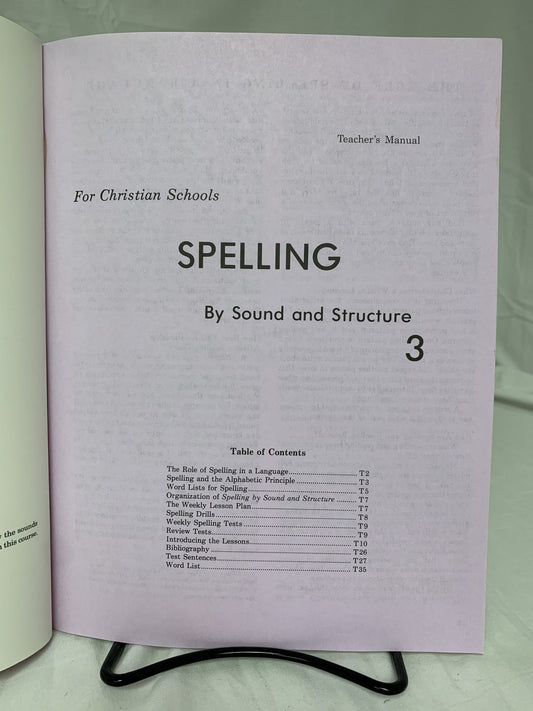 Teacher's Manual
For Christian Schools
SPELLING
By Sound and Structure
3
Table of Contents
The Role of Spelling in a Language.................................... T2
Spelling and the Alphabetic Principle ................................ T3
Word Lists for Spelling......................................................... T5
Organization of Spelling by Sound and Structure ........... T7
The Weekly Lesson Plan...................................................... T7
Spelling Drills........................................................................ T8
Weekly Spelling Tests........................................................... T9
Review Tests.......................................................................... T9
Introducing the Lessons..................................................... T10
Bibliography ........................................................................ T26
Test Sentences..................................................................... T27
Word List............................................................................. T35
the sounds
this course.